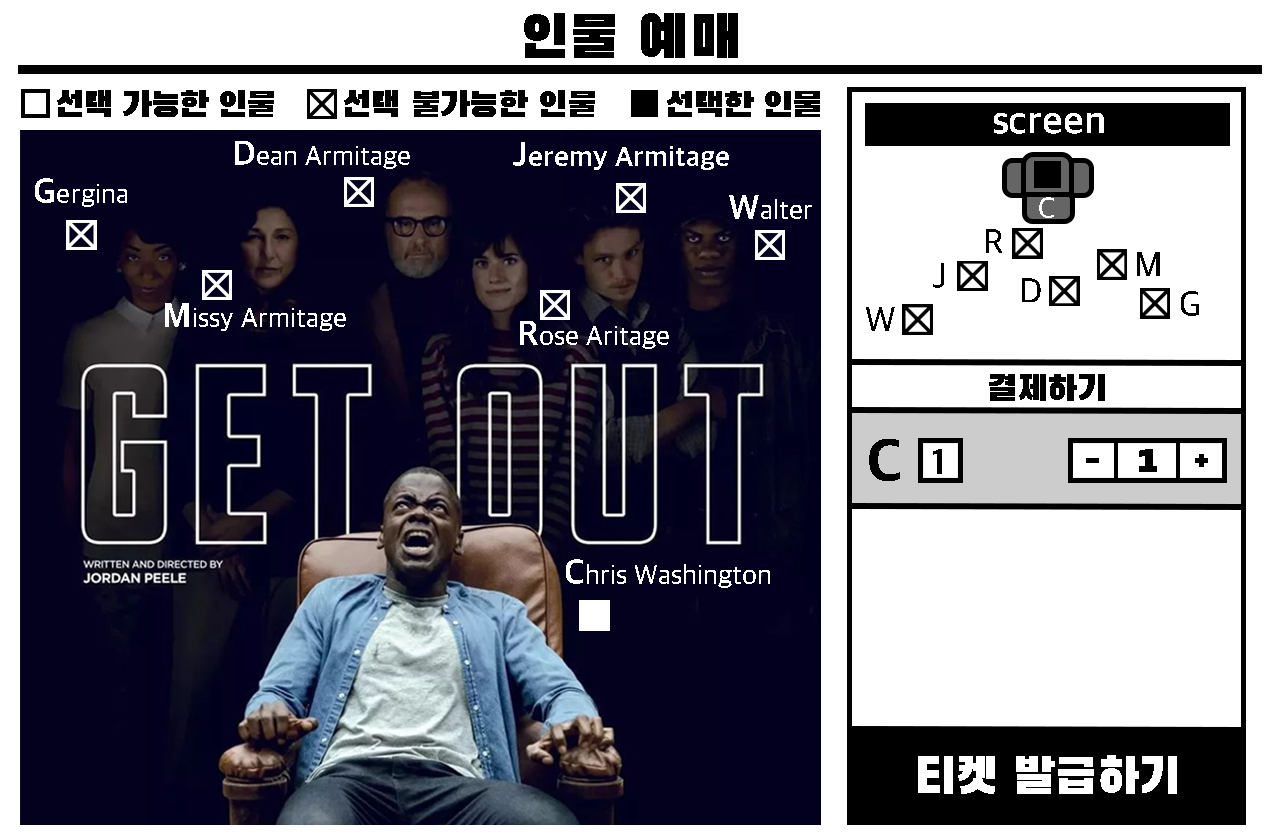 인물 예매
선택 가능한 인물 선택 불가능한 인물 선택한 인물
Dean Armitage
Jeremy Armitage
Gergina
Walter
Missy Armitage
Rose Aritage
GET OUT
WRITTEN AND DIRECTED BY
JORDAN PEELE
Chris Washington
screen
C
R
M
J
D
G
W
결제하기
C 1 - 1 +
티켓 발급하기